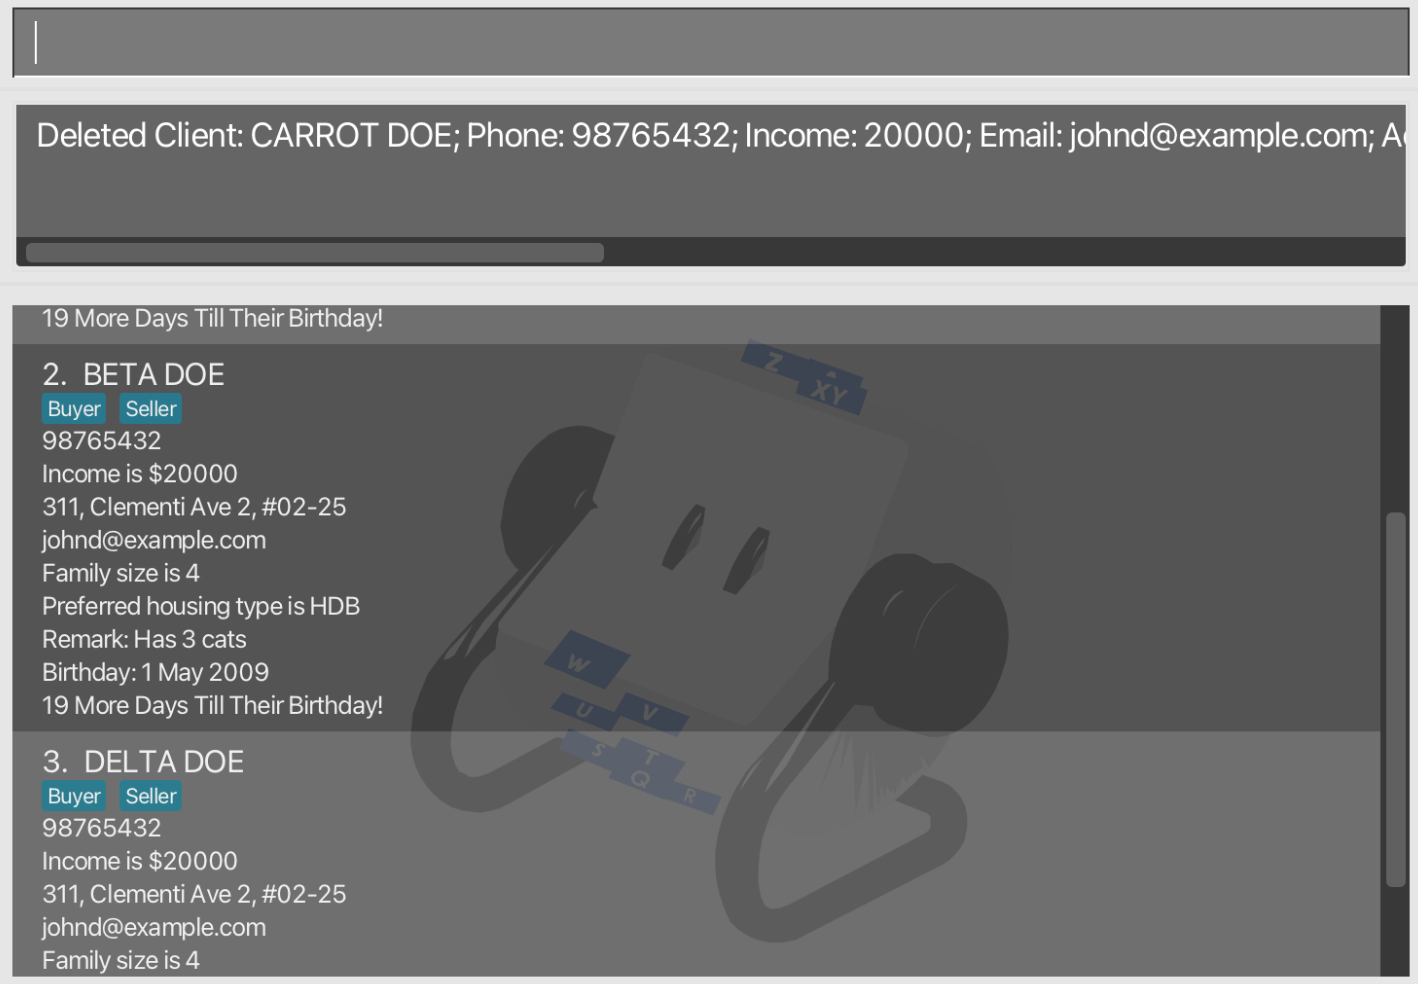 Deleted Client: CARROT DOE; Phone: 98765432; Income: 20000; Email: johnd@example.com;
19 More Days Till Their Birthday!
2. BETA DOE
Buyer Seller
98765432
Income is $20000
311, Clementi Ave 2, #02-25
johnd@example.com
Family size is 4
Preferred housing type is HDB
Remark: Has 3 cats
Birthday: 1 May 2009
19 More Days Till Their Birthday!
3. DELTA DOE
Buyer Seller
98765432
Income is $20000
311, Clementi Ave 2, #02-25
johnd@example.com
Family size is 4
Z
XY
W
U V
S T
Q R